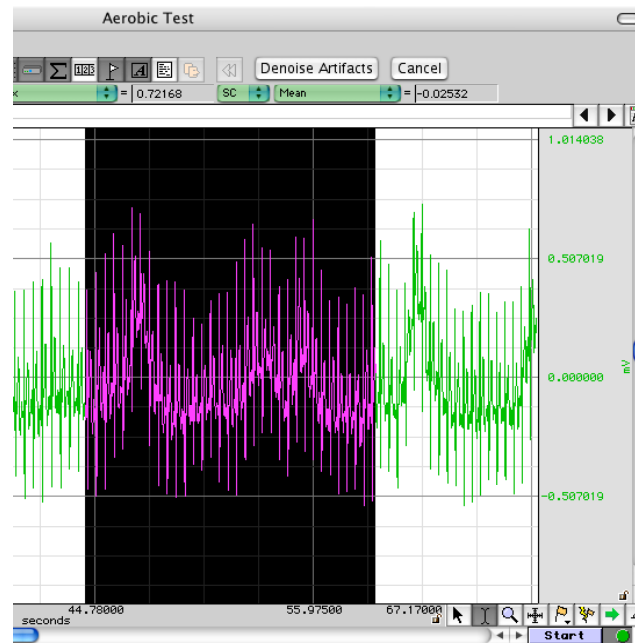 Aerobic Test
Denoise Artifacts Cancel
= 0.72168 SC Mean = -0.02532
1.014038
0.507019
0.000000
mV
-0.507019
44.78000 55.97500 67.17000
seconds
Start